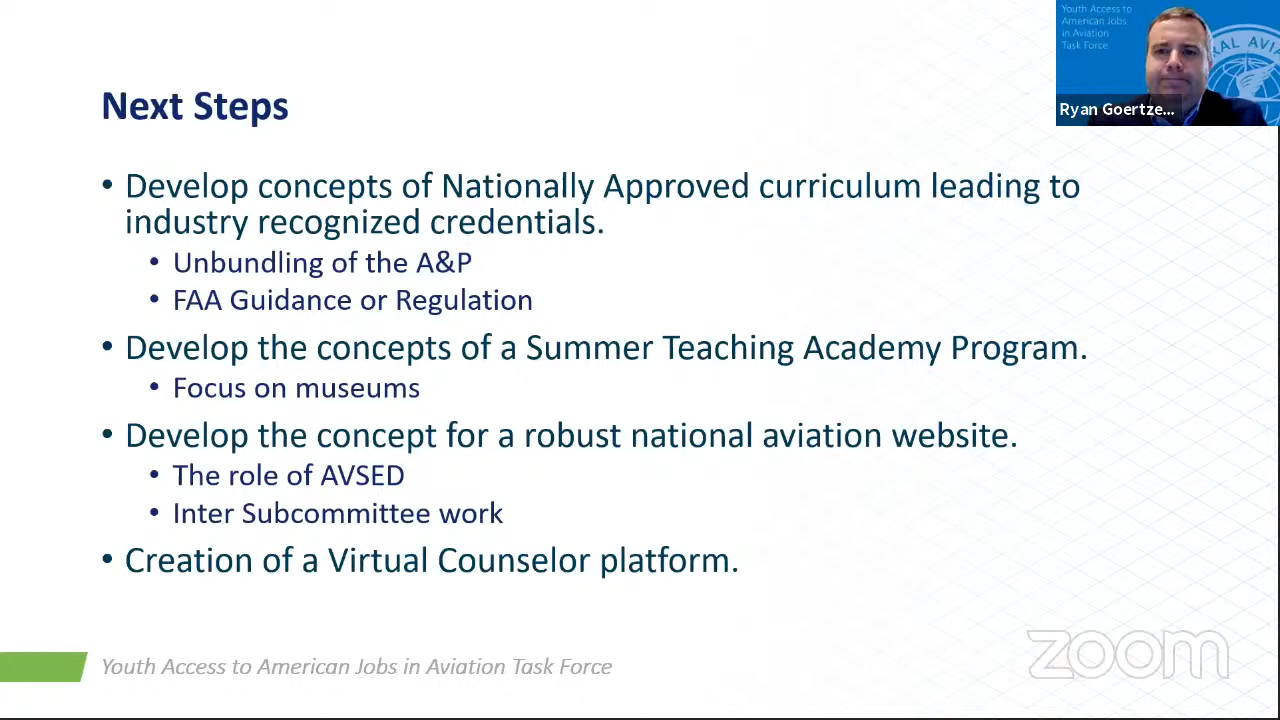 Youth Access to
American Jobs
in Aviation
Task Force
RAL AVIA
Ryan Goertze...
Next Steps
• Develop concepts of Nationally Approved curriculum leading to
industry recognized credentials.
• Unbundling of the A&P
• FAA Guidance or Regulation
• Develop the concepts of a Summer Teaching Academy Program.
• Focus on museums
• Develop the concept for a robust national aviation website.
• The role of AVSED
• Inter Subcommittee work
• Creation of a Virtual Counselor platform.
Youth Access to American Jobs in Aviation Task Force
zoom